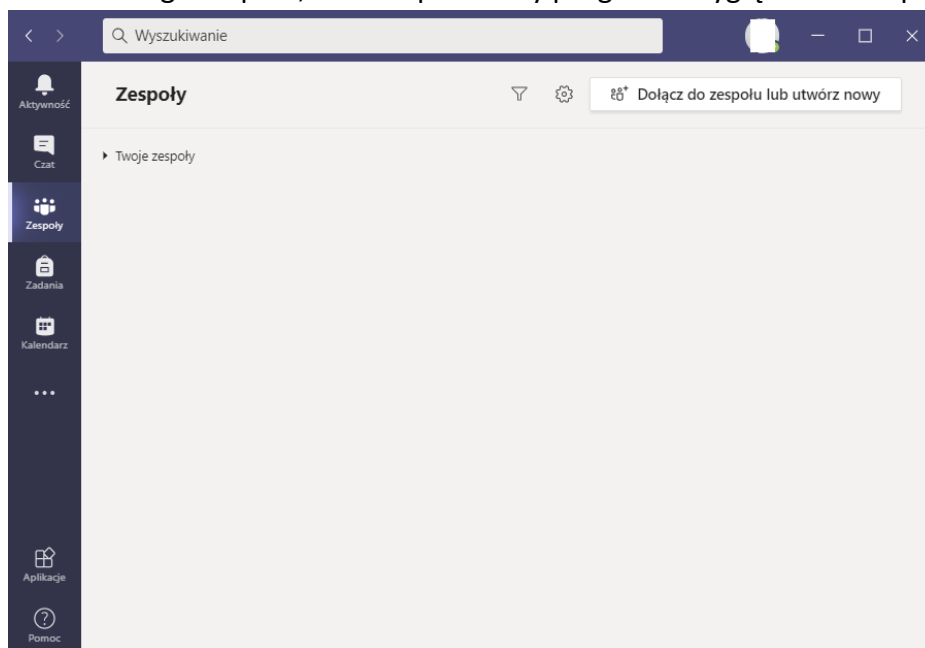 Wyszukiwanie
Aktywność
Czat
Zespoły
Zadania
Kalendarz
Aplikacje
Pomoc
Zespoły
Dołącz do zespołu lub utwórz nowy
Twoje zespoły